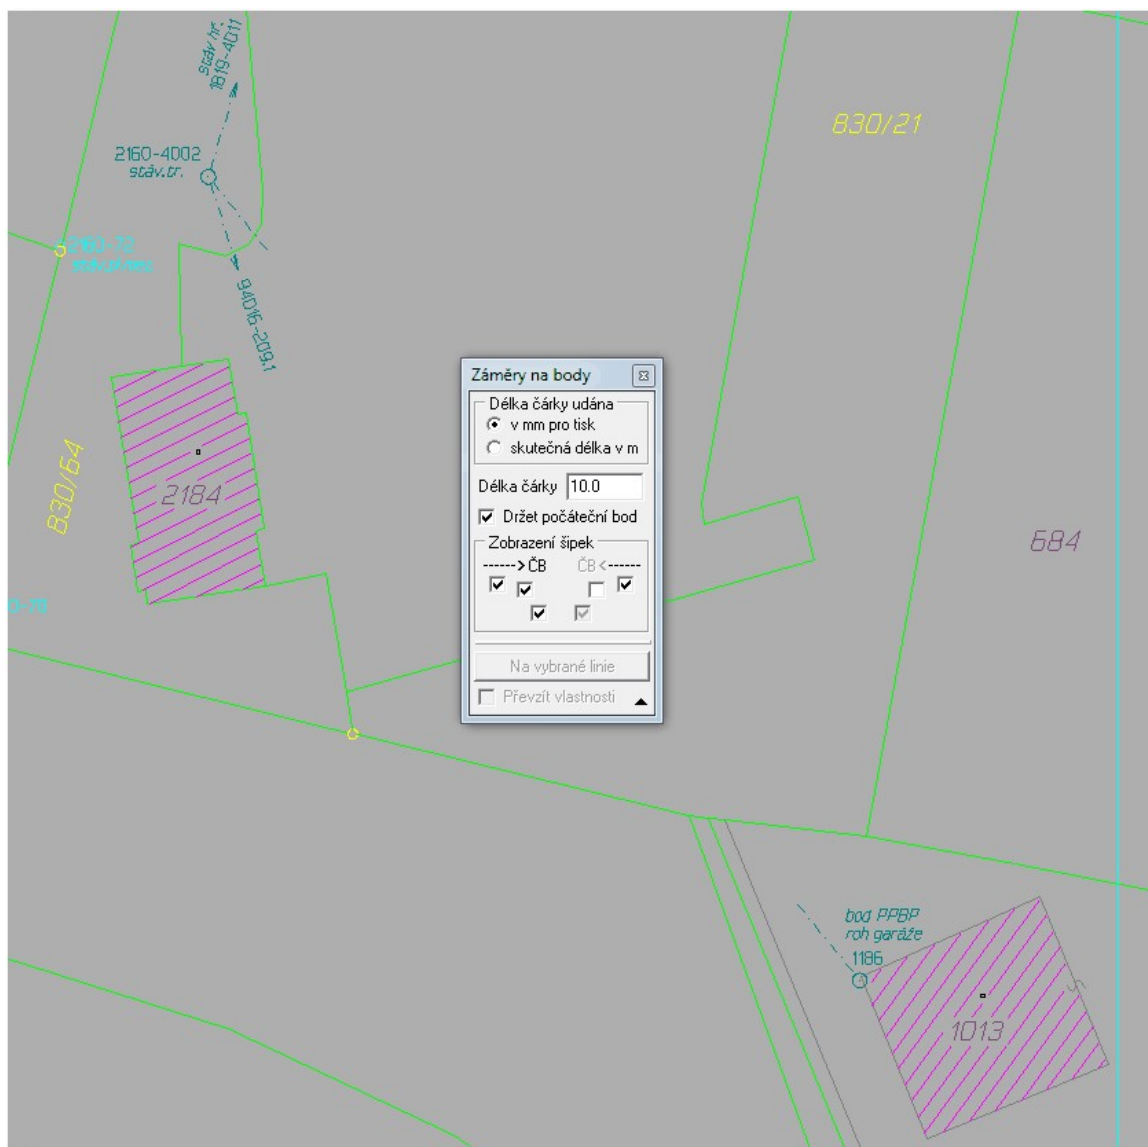 stáv. hr.
1819-4011
830/21
2160-4002
stáv.tr.
2160-72
94016-209.1
Záměry na body
Délka čárky udána
v mm pro tisk
skutečná délka v m
830/64
2184
Délka čárky 10.0
Držet počáteční bod
Zobrazení šipek
------>ČB ČB<------
684
Na vybrané linie
Převzít vlastnosti
bod PPBP
roh garáže
1186
1013